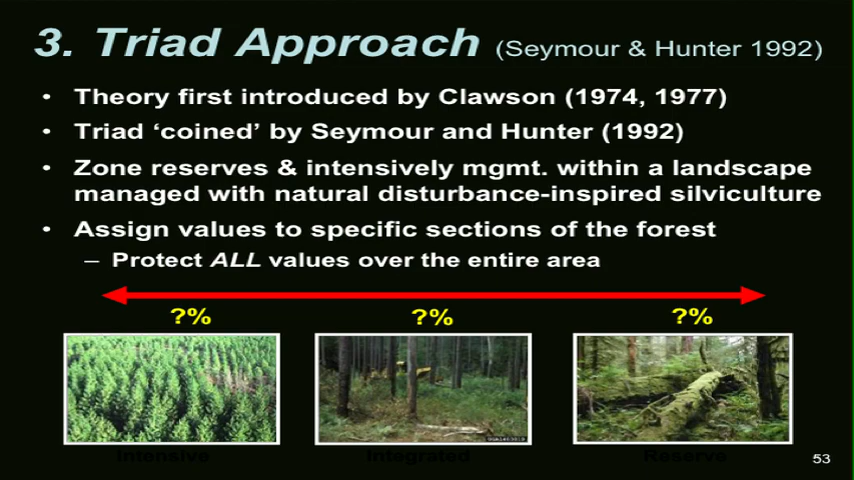 3. Triad Approach (Seymour & Hunter 1992)
• Theory first introduced by Clawson (1974, 1977)
• Triad ‘coined’ by Seymour and Hunter (1992)
• Zone reserves & intensively mgmt. within a landscape
managed with natural disturbance-inspired silviculture
• Assign values to specific sections of the forest
– Protect ALL values over the entire area
?% ?% ?%
Intensive Integrated Reserve
53